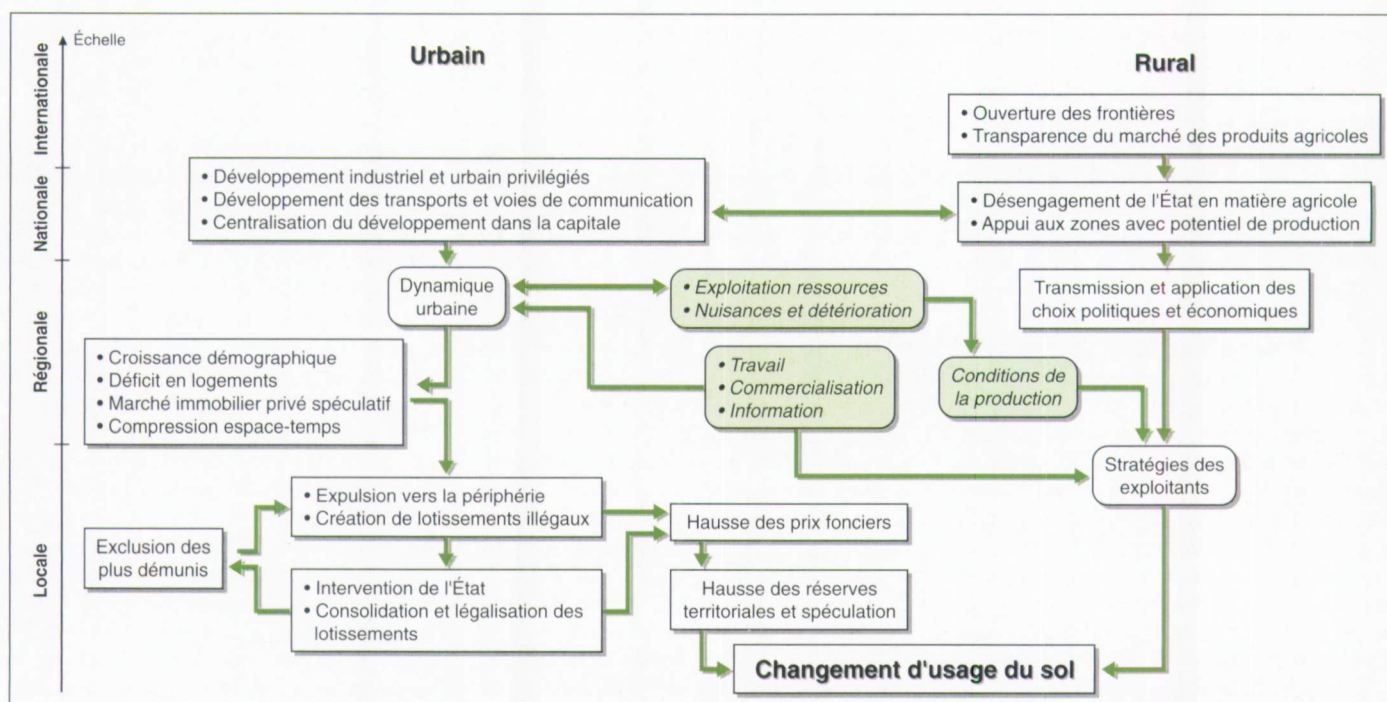 Échelle
Urbain
Rural
Internationale
• Ouverture des frontières
• Transparence du marché des produits agricoles
Nationale
• Développement industriel et urbain privilégiés
• Développement des transports et voies de communication
• Centralisation du développement dans la capitale
• Désengagement de l'État en matière agricole
• Appui aux zones avec potentiel de production
Régionale
Dynamique
urbaine
• Exploitation ressources
• Nuisances et détérioration
Transmission et application des
choix politiques et économiques
• Croissance démographique
• Déficit en logements
• Marché immobilier privé spéculatif
• Compression espace-temps
• Travail
• Commercialisation
• Information
Conditions de
la production
Locale
Stratégies des
exploitants
• Expulsion vers la périphérie
• Création de lotissements illégaux
Hausse des prix fonciers
Exclusion des
plus démunis
• Intervention de l'État
• Consolidation et légalisation des
lotissements
Hausse des réserves
territoriales et spéculation
Changement d'usage du sol